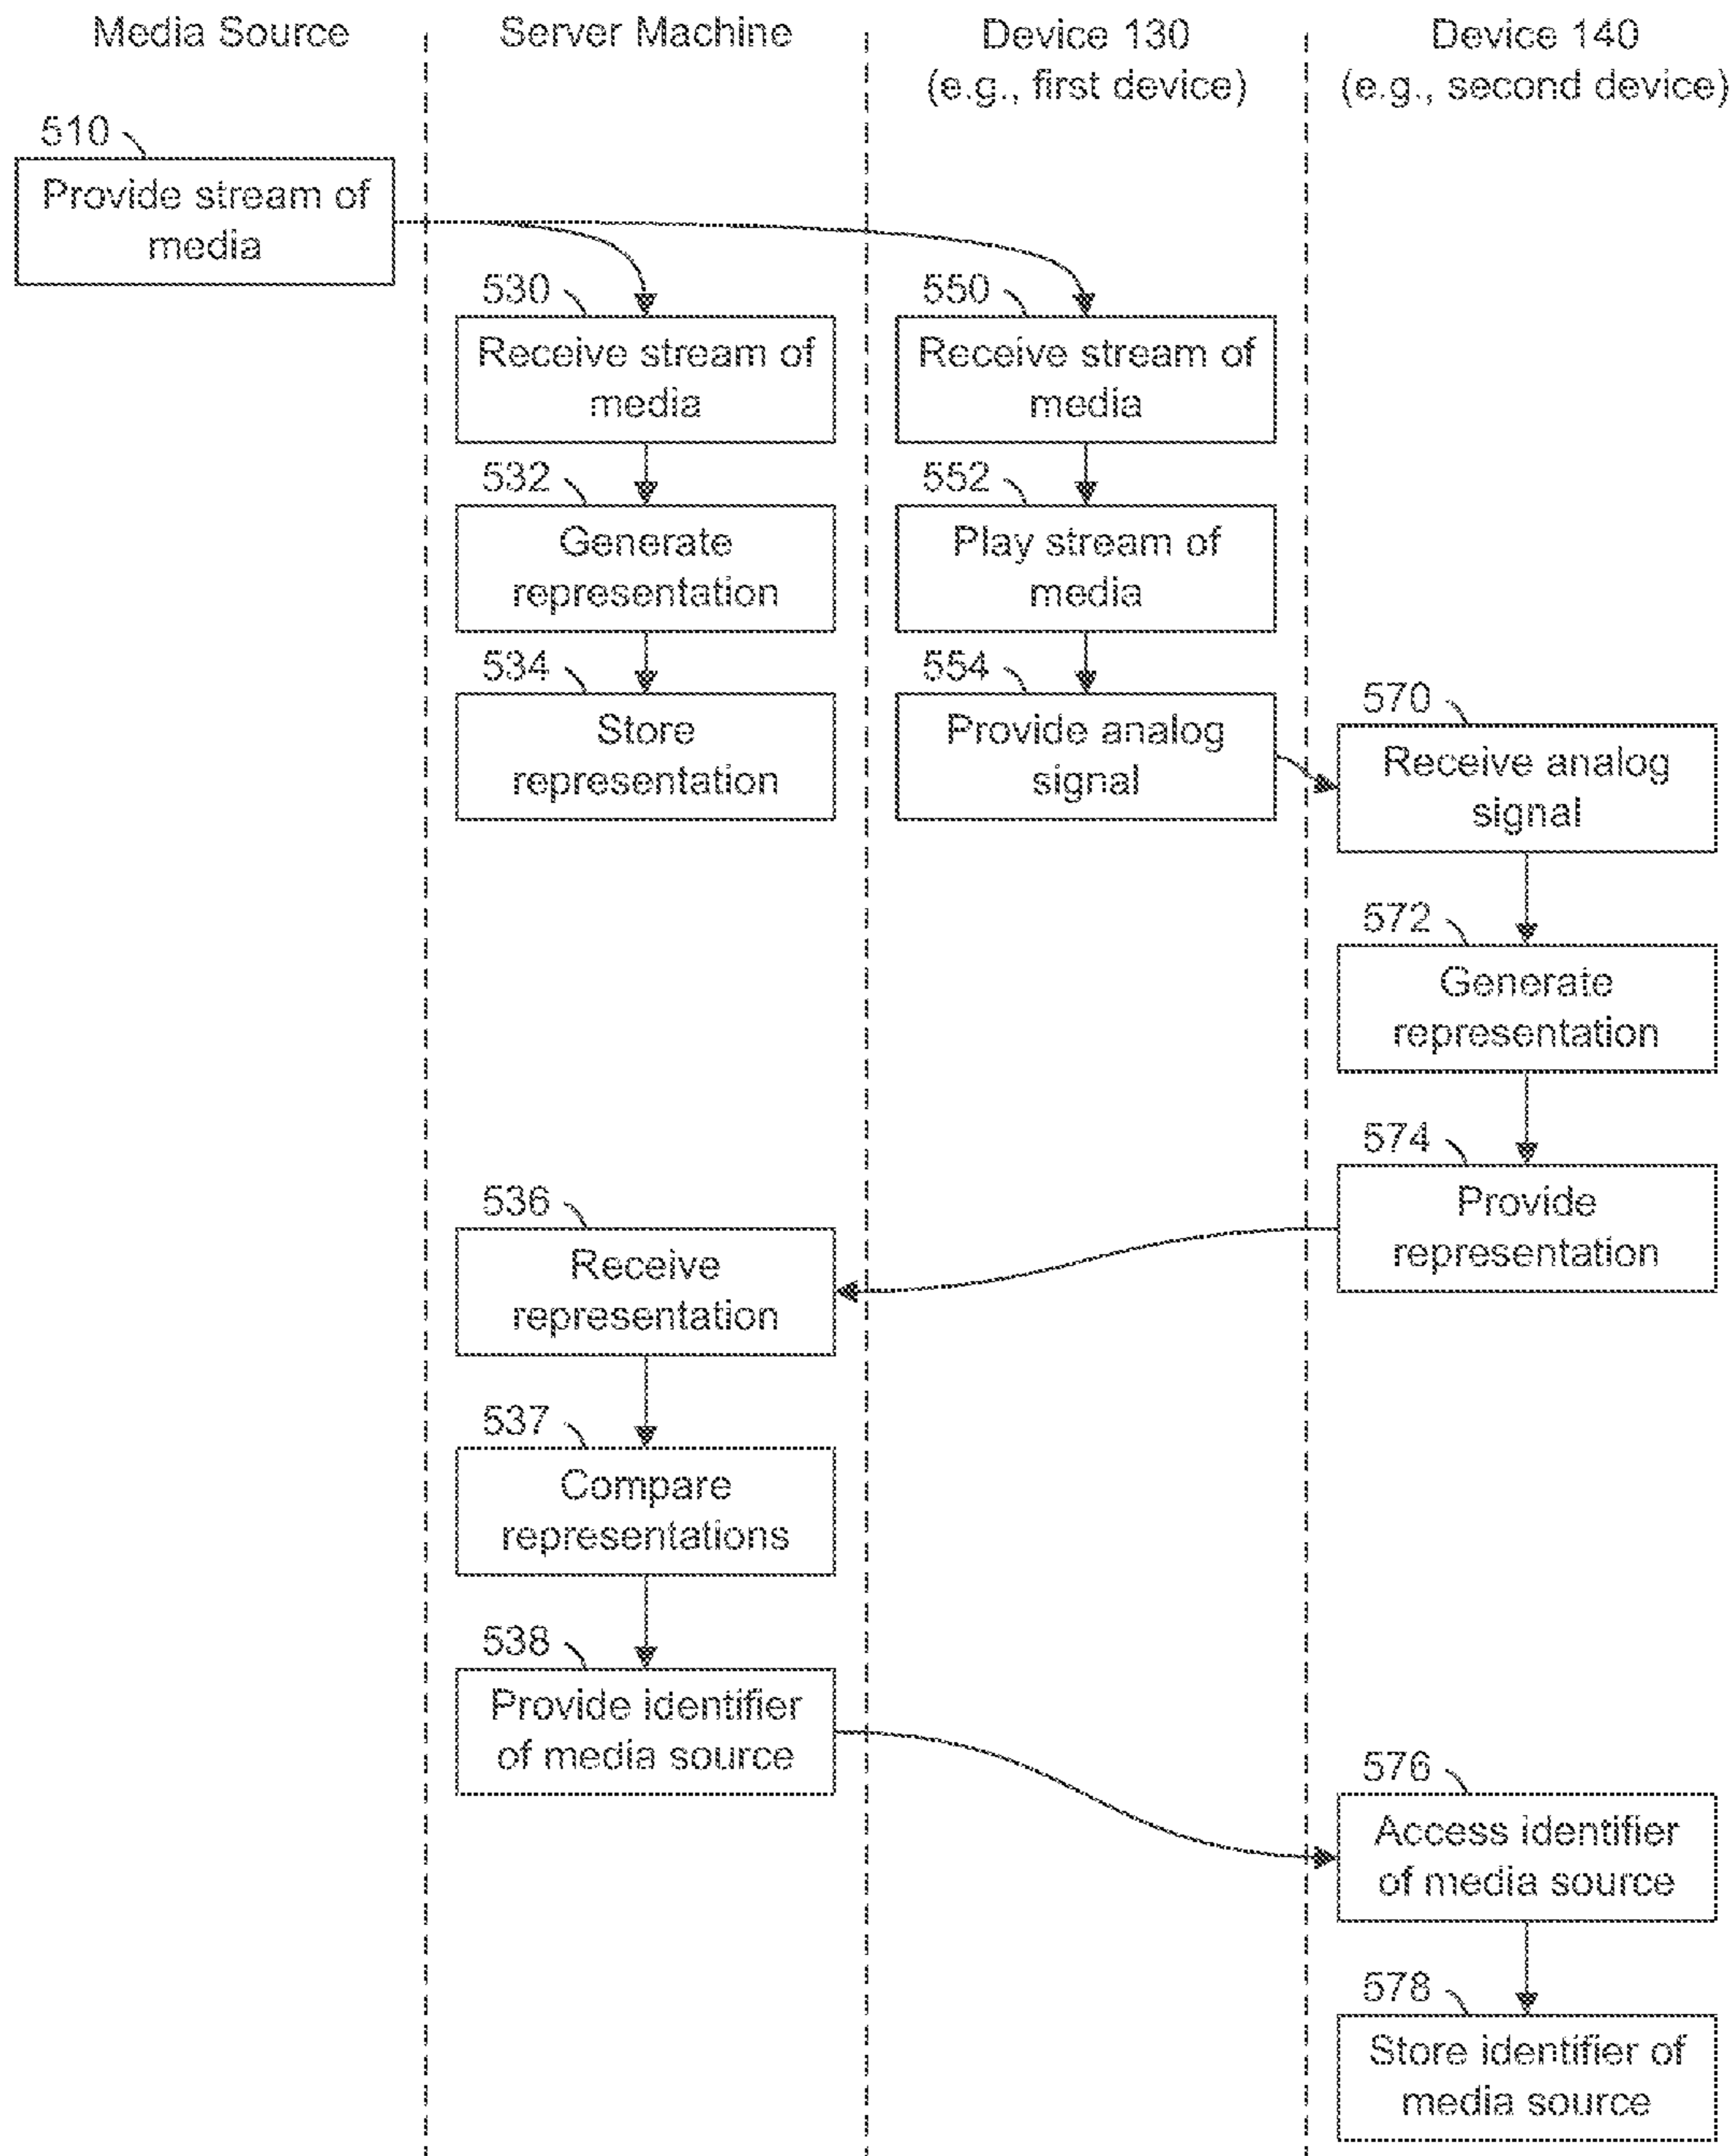 Media Source
Server Machine
Device 130
(e.g., first device)
Device 140
(e.g., second device)
510
Provide stream of
media
530
Receive stream of
media
550
Receive stream of
media
532
Generate
representation
552
Play stream of
media
534
Store
representation
554
Provide analog
signal
570
Receive analog
signal
572
Generate
representation
574
Provide
representation
536
Receive
representation
537
Compare
representations
538
Provide identifier
of media source
576
Access identifier
of media source
578
Store identifier of
media source